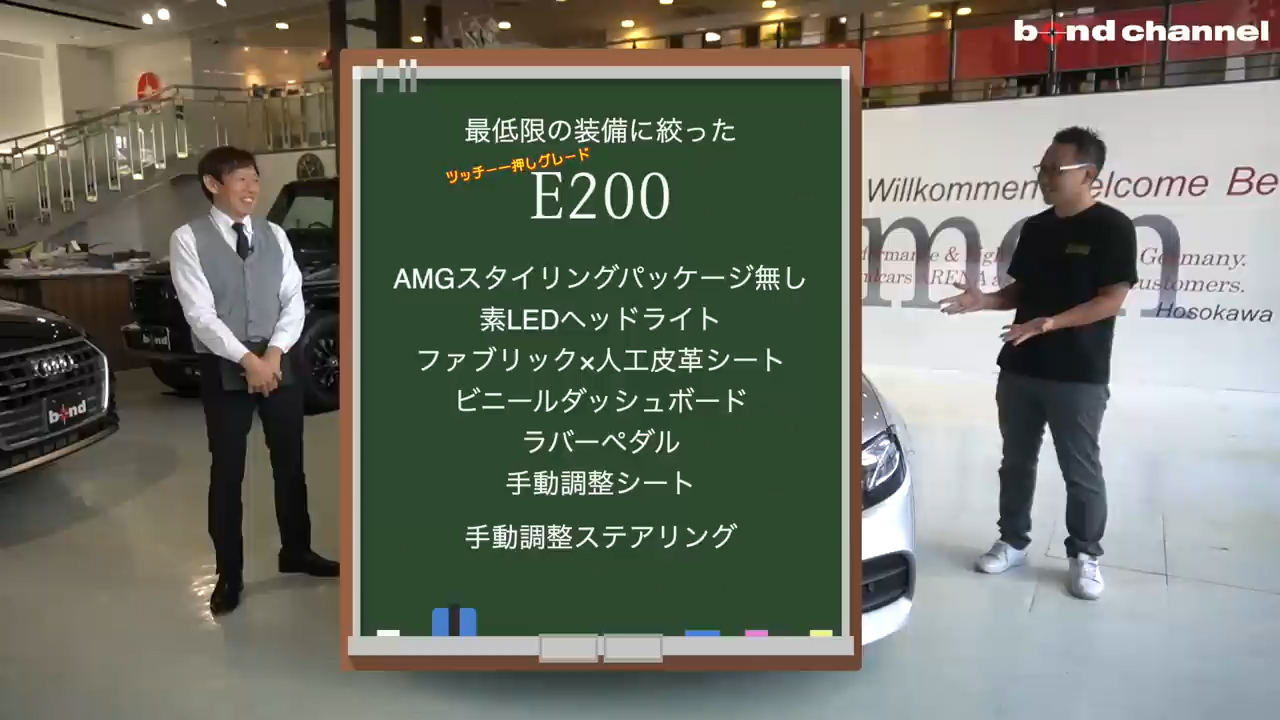 bond channel
最低限の装備に絞った
ツッチー一押しグレード
E200
AMGスタイリングパッケージ無し
素LEDヘッドライト
ファブリック×人工皮革シート
ビニールダッシュボード
ラバーペダル
手動調整シート
手動調整ステアリング
Willkommen elcome Be
Germany.
customers.
Hosokawa
bond